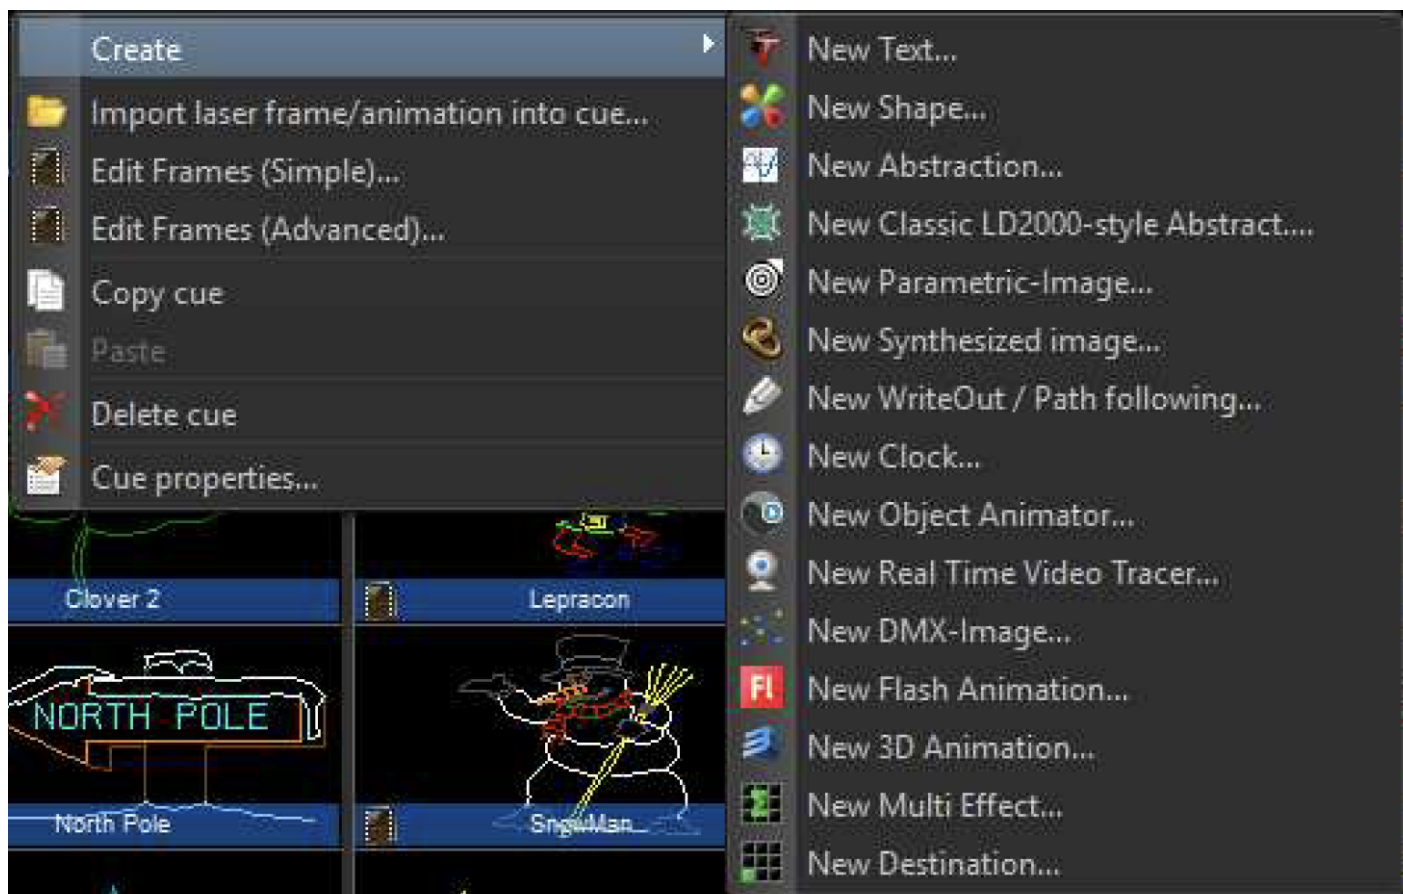 Create
Import laser frame/animation into cue...
Edit Frames (Simple)...
Edit Frames (Advanced)...
Copy cue
Paste
Delete cue
Cue properties...
New Text...
New Shape...
New Abstraction...
New Classic LD2000-style Abstract....
New Parametric-Image...
New Synthesized image...
New WriteOut / Path following...
New Clock...
New Object Animator...
New Real Time Video Tracer...
New DMX-Image...
New Flash Animation...
New 3D Animation...
New Multi Effect...
New Destination...
Fl
Clover 2
Lepracon
NORTH POLE
North Pole
SnowMan